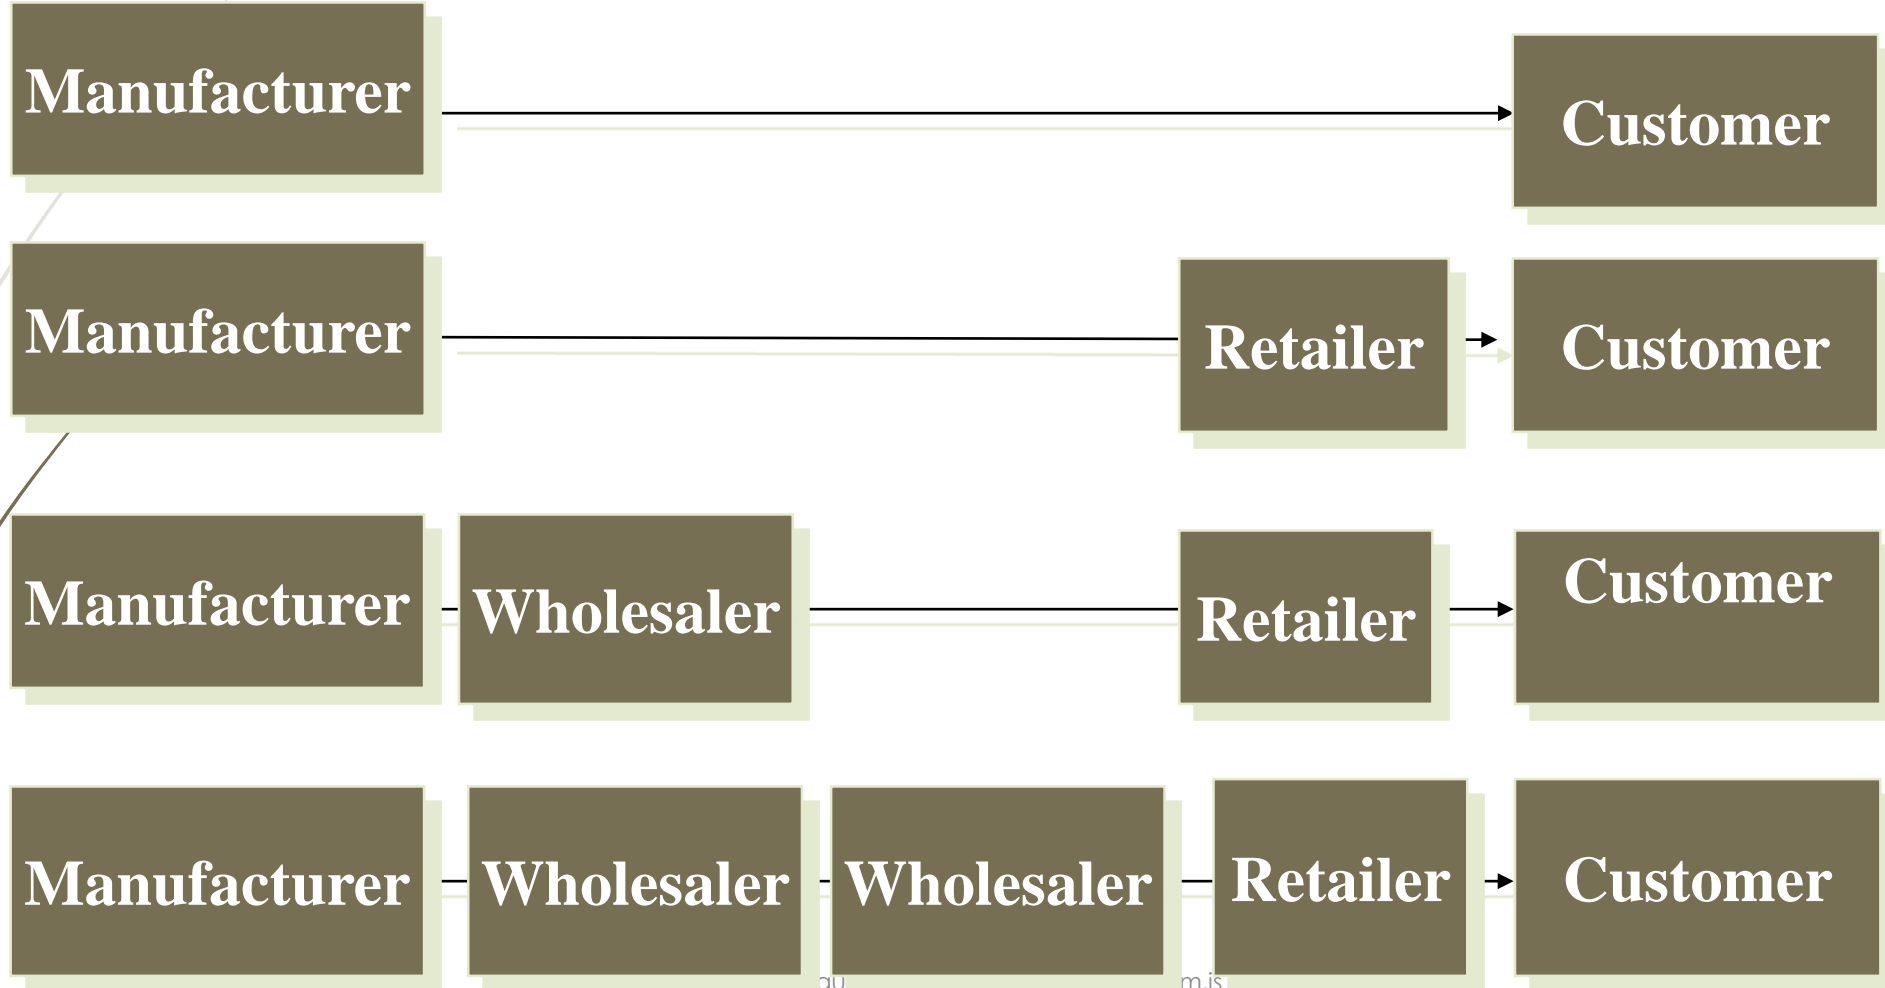 Manufacturer
Customer
Manufacturer
Retailer
Customer
Manufacturer
Wholesaler
Retailer
Customer
Manufacturer
Wholesaler
Wholesaler
Retailer
Customer